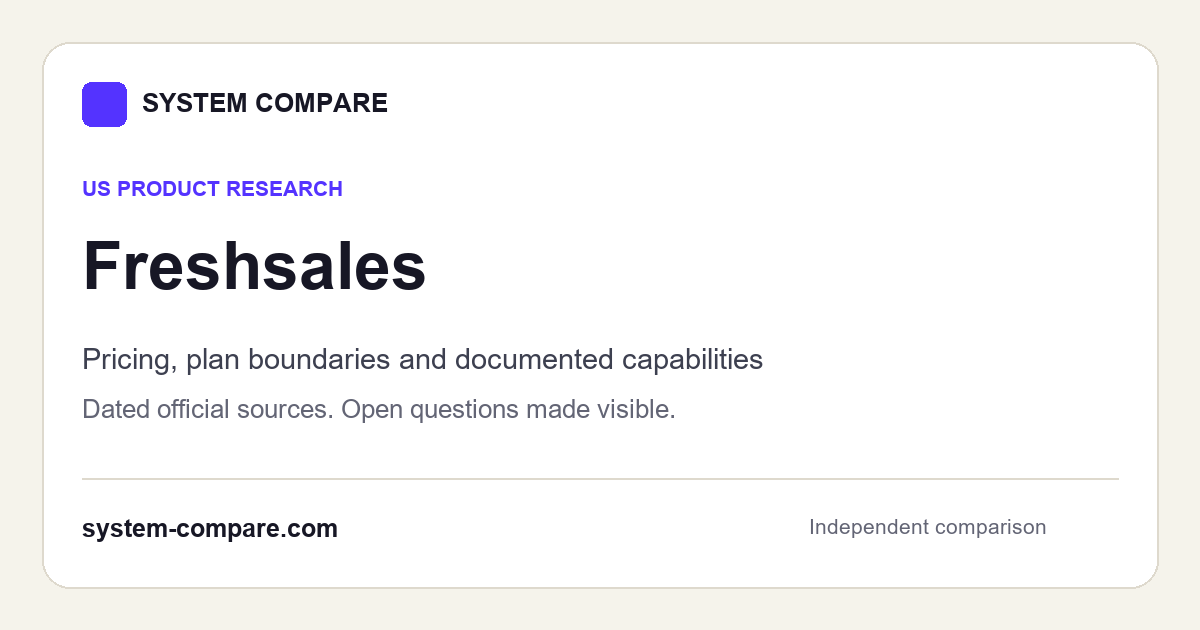 SYSTEM COMPARE
US PRODUCT RESEARCH
Freshsales
Pricing, plan boundaries and documented capabilities
Dated official sources. Open questions made visible.
system-compare.com
Independent comparison